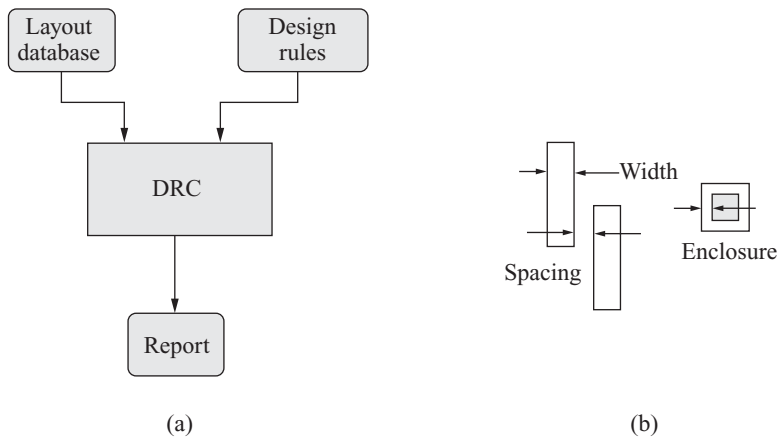 Layout
database
Design
rules
DRC
Report
(a)
Width
Spacing
Enclosure
(b)